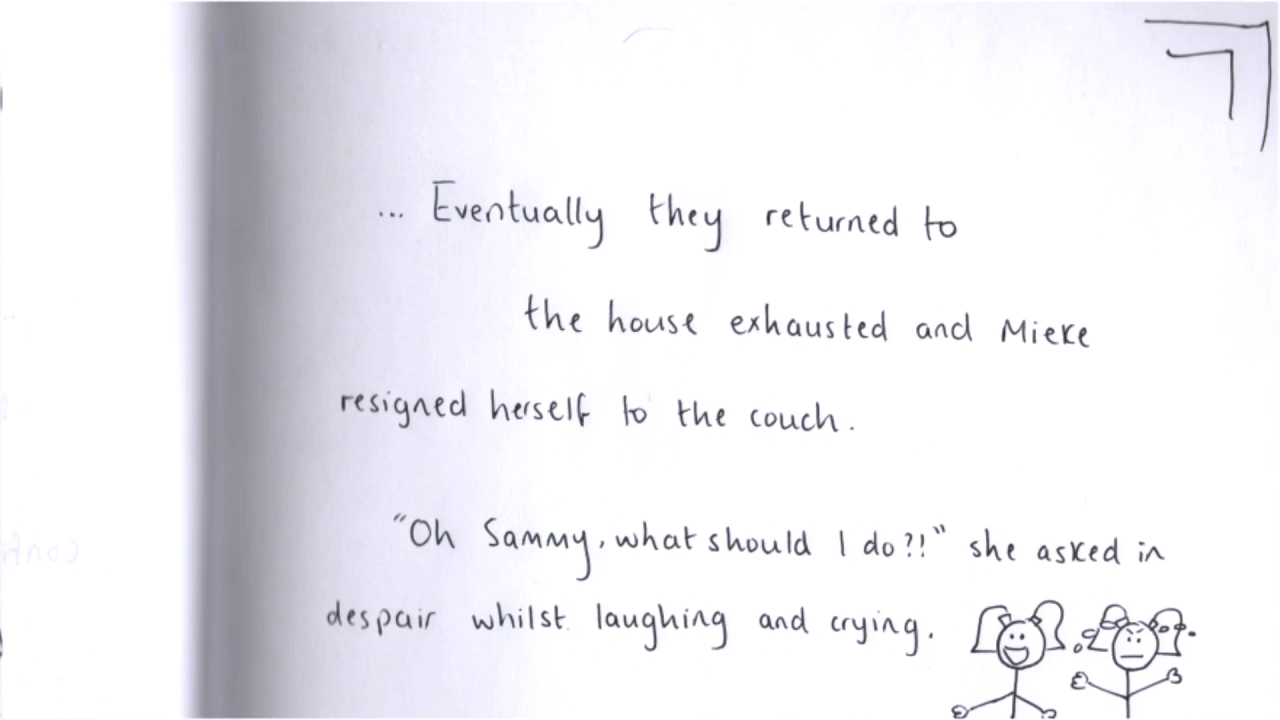 ... Eventually they returned to
the house exhausted and Mieke
resigned herself to the couch.
"Oh Sammy, what should I do?!" she asked in
despair whilst laughing and crying.